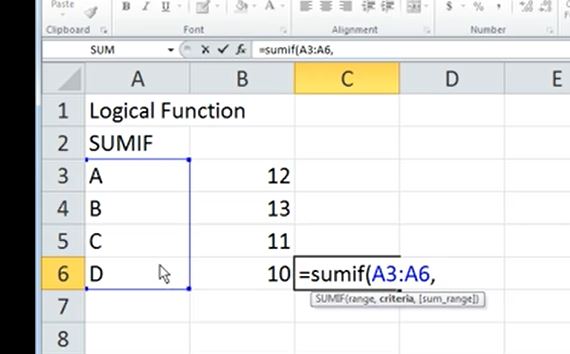 Paste
B I U
A
$ %
Clipboard Font Alignment Number
SUM fx =sumif(A3:A6,
A B C D E
1 Logical Function
2 SUMIF
3 A 12
4 B 13
5 C 11
6 D 10 =sumif(A3:A6,
SUMIF(range, criteria, [sum_range])
7
8